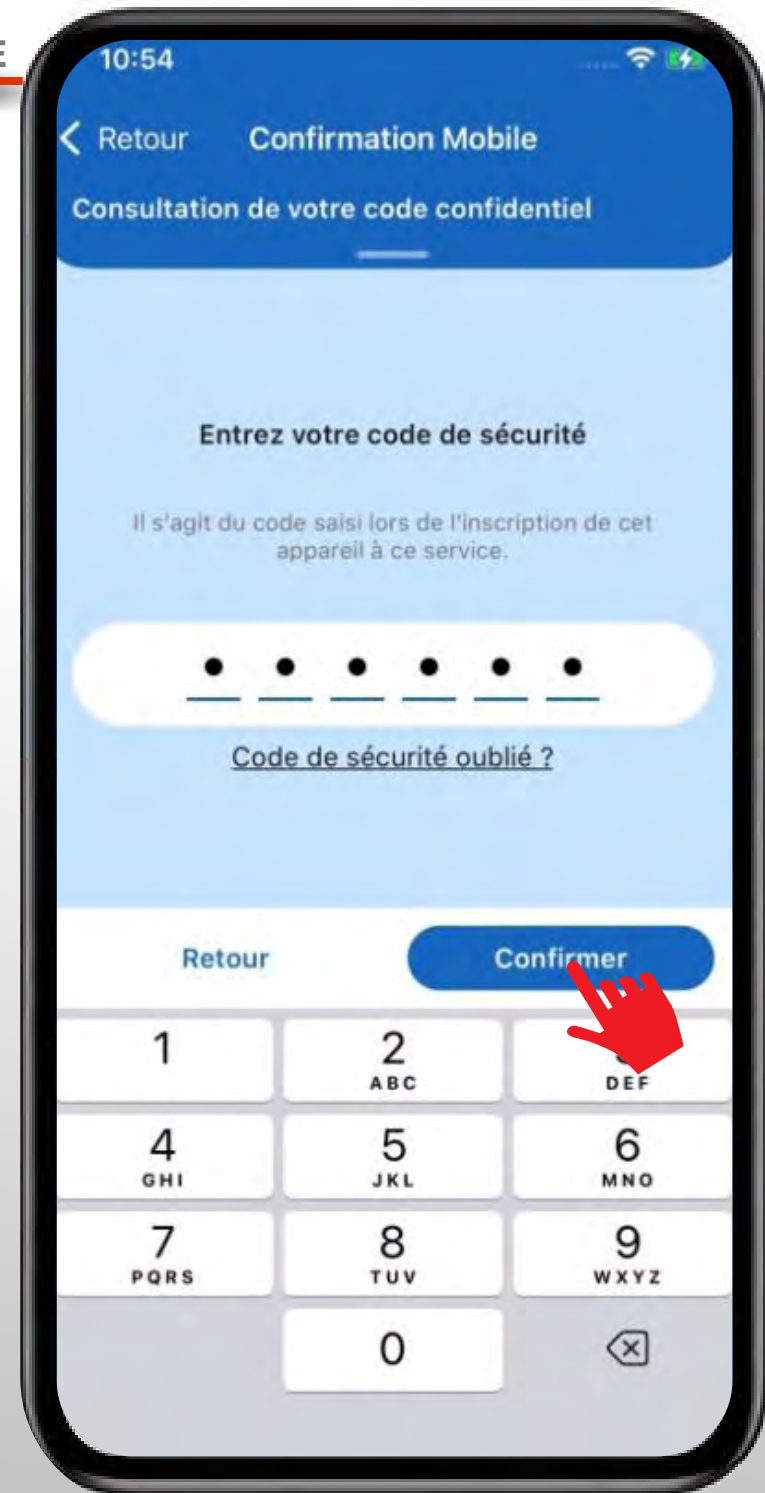 E
10:54
Retour Confirmation Mobile
Consultation de votre code confidentiel
Entrez votre code de sécurité
Il s'agit du code saisi lors de l'inscription de cet
appareil à ce service.
Code de sécurité oublié ?
Retour Confirmer
1 2 
ABC DEF
4 5 6
GHI JKL MNO
7 8 9
PQRS TUV WXYZ
0